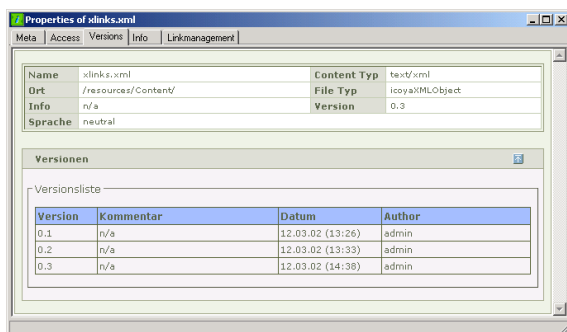 Properties of xlinks.xml
Meta Access Versions Info Linkmanagement
Name xlinks.xml Content Typ text/xml
Ort /resources/Content/ File Typ icoyaXMLObject
Info n/a Version 0.3
Sprache neutral
Versionen
Versionsliste
Version Kommentar Datum Author
0.1 n/a 12.03.02 (13:26) admin
0.2 n/a 12.03.02 (13:33) admin
0.3 n/a 12.03.02 (14:38) admin